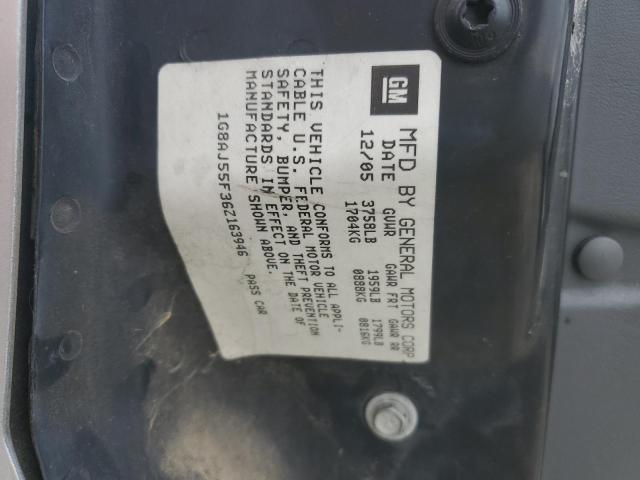 GM
MFD BY GENERAL MOTORS CORP
DATE GVWR GAWR FRT GAWR RR
12/05 3758LB 1959LB 1799LB
1704KG 0888KG 0816KG
THIS VEHICLE CONFORMS TO ALL APPLI-
CABLE U.S. FEDERAL MOTOR VEHICLE
SAFETY, BUMPER, AND THEFT PREVENTION
STANDARDS IN EFFECT ON THE DATE OF
MANUFACTURE SHOWN ABOVE.
1G8AJ55F36Z163946 PASS CAR